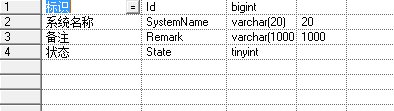 1 标识 = Id bigint
2 系统名称 SystemName varchar(20) 20
3 备注 Remark varchar(1000 1000
4 状态 State tinyint